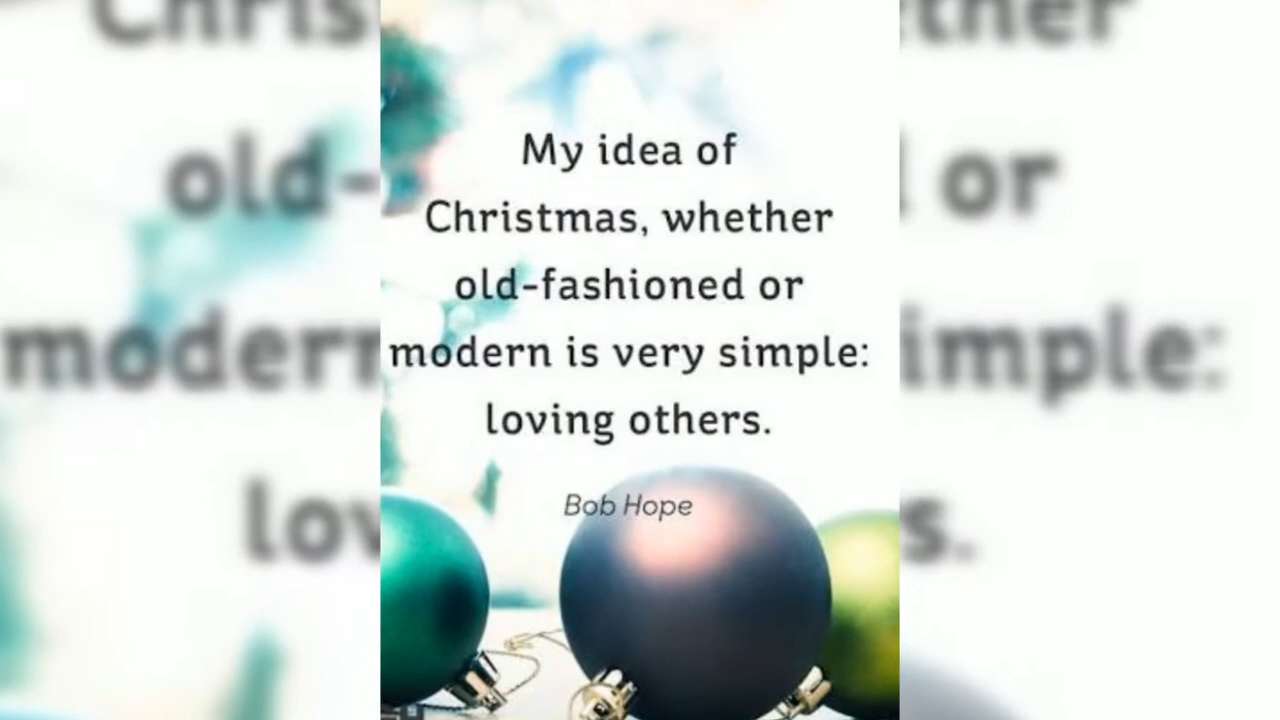 My idea of
Christmas, whether
old-fashioned or
modern is very simple:
loving others.
Bob Hope